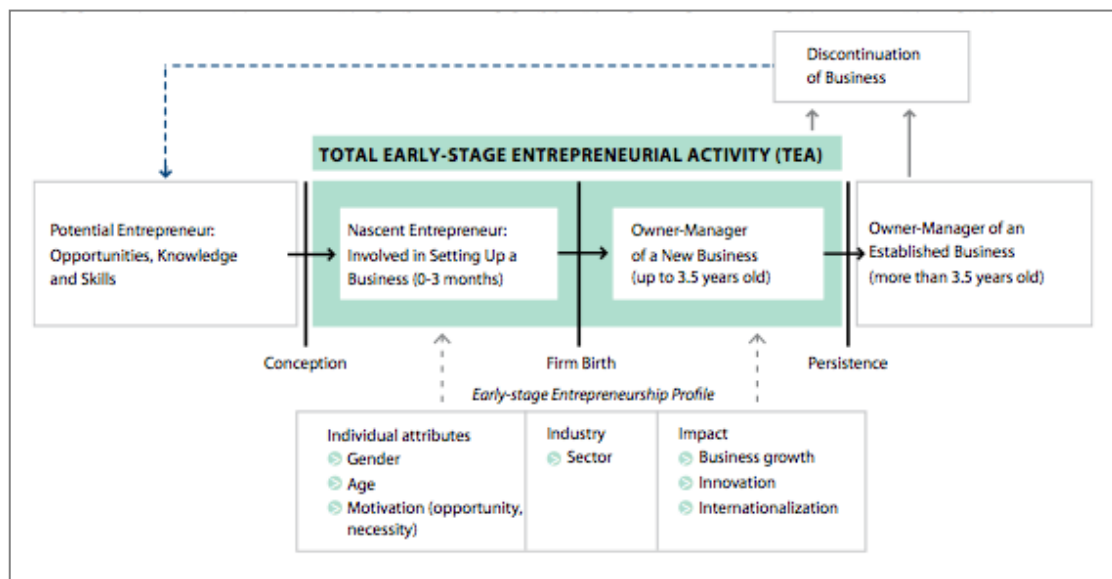 Discontinuation
of Business
TOTAL EARLY-STAGE ENTREPRENEURIAL ACTIVITY (TEA)
Potential Entrepreneur:
Opportunities, Knowledge
and Skills
Nascent Entrepreneur:
Involved in Setting Up a
Business (0-3 months)
Owner-Manager
of a New Business
(up to 3.5 years old)
Owner-Manager of an
Established Business
(more than 3.5 years old)
Conception
Firm Birth
Persistence
Early-stage Entrepreneurship Profile
Individual attributes
Gender
Age
Motivation (opportunity,
necessity)
Industry
Sector
Impact
Business growth
Innovation
Internationalization